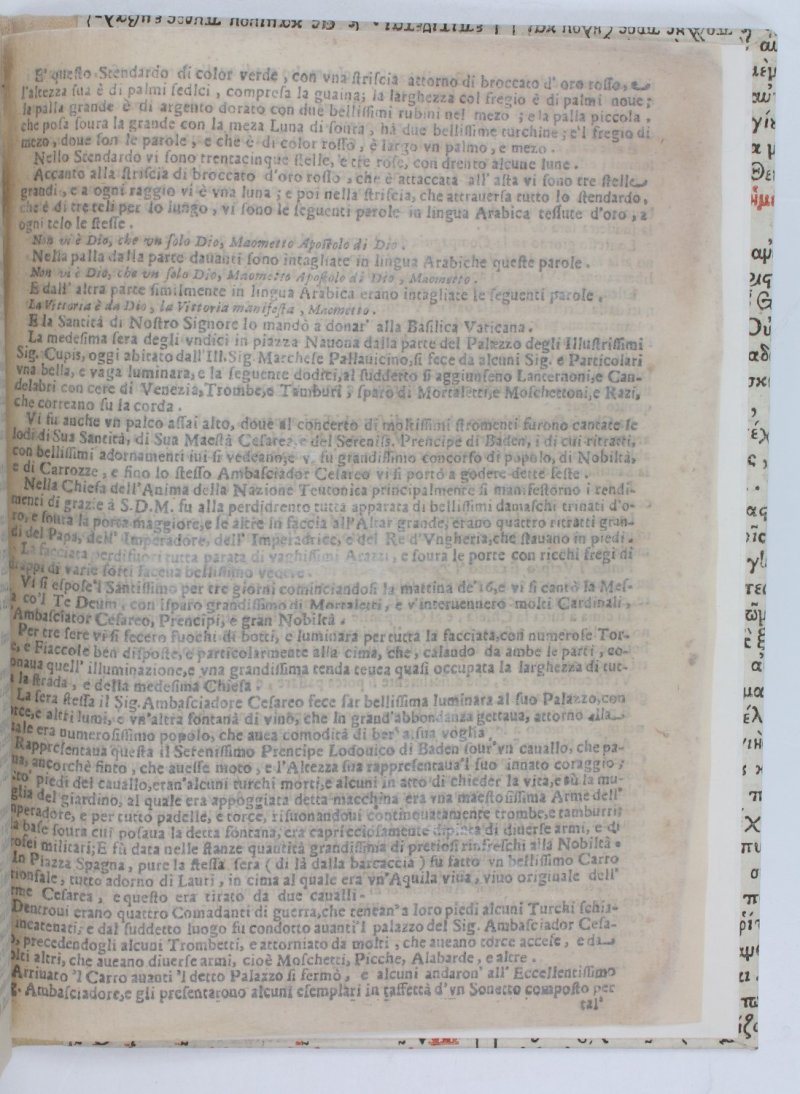 E' questo Stendardo di color verde, con vna striscia attorno di broccato d'oro rosso, e
l'altezza sua è di palmi sedici, compresa la guaina; la larghezza col fregio è di palmi noue;
la palla grande è di argento dorato con due bellissimi rubini nel mezo; e la palla piccola,
che posa soura la grande con la meza Luna di soura, hà due bellissime turchine; e'l fregio di
mezo, doue son le parole, e che è di color rosso, è largo vn palmo, e mezo.
Nello Stendardo vi sono trentacinque stelle, e tre rose, con drento alcune lune.
Accanto alla striscia di broccato d'oro rosso, che è attaccata all'asta vi sono tre stelle
grandi, e a ogni raggio vi è vna luna; e poi nella striscia, che attrauersa tutto lo stendardo,
che è di tre teli per lo lungo, vi sono le seguenti parole in lingua Arabica tessute d'oro, a
ogni telo le stesse.
Non vi è Dio, che vn solo Dio, Maometto Apostolo di Dio.
Nella palla dalla parte dauanti sono intagliate in lingua Arabiche queste parole.
Non vi è Dio, che vn solo Dio, Maometto Apostolo di Dio, Maometto.
E dall'altra parte similmente in lingua Arabica erano intagliate le seguenti parole.
La Vittoria è da Dio, la Vittoria manifesta, Maometto.
E la Santità di Nostro Signore lo mandò a donar' alla Basilica Vaticana.
La medesima sera degli vndici in piazza Nauona dalla parte del Palazzo degli Illustrissimi
Sig. Cupis, oggi abitato dall'Ill. Sig. Marchese Pallauicino, si fece da alcuni Sig. e Particolari
vna bella, e vaga luminara, e la seguente dodici, al suddetto si aggiunseno Lanternoni, e Can-
delabri con cere di Venezia, Trombe, e Tamburi, sparo di Mortaletti, e Moschettoni, e Razi,
che correano su la corda.
Vi fu anche vn palco assai alto, doue al concerto di moltissimi stromenti furono cantate le
lodi di Sua Santità, di Sua Maestà Cesarea, e del Sereniss. Prencipe di Baden, i di cui ritratti,
con bellissimi adornamenti iui si vedeano, e v. fu grandissimo concorso di popolo, di Nobiltà,
e di Carrozze, e fino lo stesso Ambasciador Cesareo vi si portò a godere dette feste.
Nella Chiesa dell'Anima della Nazione Teutonica principalmente si manifestorno i rendi-
menti di grazie à S.D.M. fu alla perdidrento tutta apparata di bellissimi damaschi trinati d'o-
ro, e soura la porta maggiore, e le altre in faccia all'Altar grande, erano quattro ritratti gran-
di del Papa, dell'Imperadore, dell'Imperadrice, e del Re d'Vngheria, che stauano in piedi.
La facciata perdifuori tutta parata di vaghissimi Arazzi, e soura le porte con ricchi fregi di
drappi di varie sorti facena bellissimo vedere.
Vi si espose'l Santissimo per tre giorni cominciandosi la mattina de'16, e vi si cantò la Mes-
a co'l Te Deum, con isparo grandissimo di Mortaletti, e v'interuennero molti Cardinali,
Ambasciator Cesareo, Prencipi, e gran Nobiltà.
Per tre sere vi si fecero Fuochi di botti, e luminara per tutta la facciata, con numerose Tor-
e, e Fiaccole ben disposte, e particolarmente alla cima, che, calando da ambe le parti, co-
onaua quell'illuminazione, e vna grandissima tenda teuea quasi occupata la larghezza di tut-
a la strada, e della medesima Chiesa.
La sera stessa il Sig. Ambasciadore Cesareo fece far bellissima luminara al suo Palazzo, con
rce, e altri lumi, e vn'altra fontana di vino, che in grand'abbondanza gettaua, attorno alla
ale era numerosissimo popolo, che auea comodità di ber' a sua voglia,
Rappresentaua questa il Serenissimo Prencipe Lodonico di Baden sour'vn cauallo, che pa-
ua, ancorchè finto, che auesse moto, e l'Altezza sua rappresentaua'l suo innato coraggio;
tto' piedi del cauallo, eran'alcuni turchi morti, e alcuni in atto di chieder la vita, e sù la mu-
glia del giardino, al quale era appoggiata detta macchina era vna maestosissima Arme dell'
mperadore, e per tutto padelle, e torce, risuonandoui continouatamente trombe, e tamburri;
a base soura cui posaua la detta fontana, era capricciosamente dipinta di diuerse armi, e di
rofei militari; E fù data nelle stanze quantità grandissima di pretiosi rinfreschi alla Nobiltà.
In Piazza Spagna, pure la stessa sera (di là dalla barcaccia) fu fatto vn bellissimo Carro
rionfale, tutto adorno di Lauri, in cima al quale era vn'Aquila viua, viuo originale dell'
rme Cesarea, e questo era tirato da due caualli.
Dentroui erano quattro Comadanti di guerra, che tenean'a loro piedi alcuni Turchi schia-
incatenati, e dal suddetto luogo fu condotto auanti'l palazzo del Sig. Ambasciador Cesa-
o, precedendogli alcuni Trombetti, e attorniato da molti, che aueano torce accese, e da
olti altri, che aueano diuerse armi, cioè Moschetti, Picche, Alabarde, e altre.
Arriuato'l Carro auanti'l detto Palazzo si fermò, e alcuni andaron' all'Eccellentissimo
g. Ambasciadore, e gli presentarono alcuni esemplari in taffettà d'vn Sonetto composto per
tal'